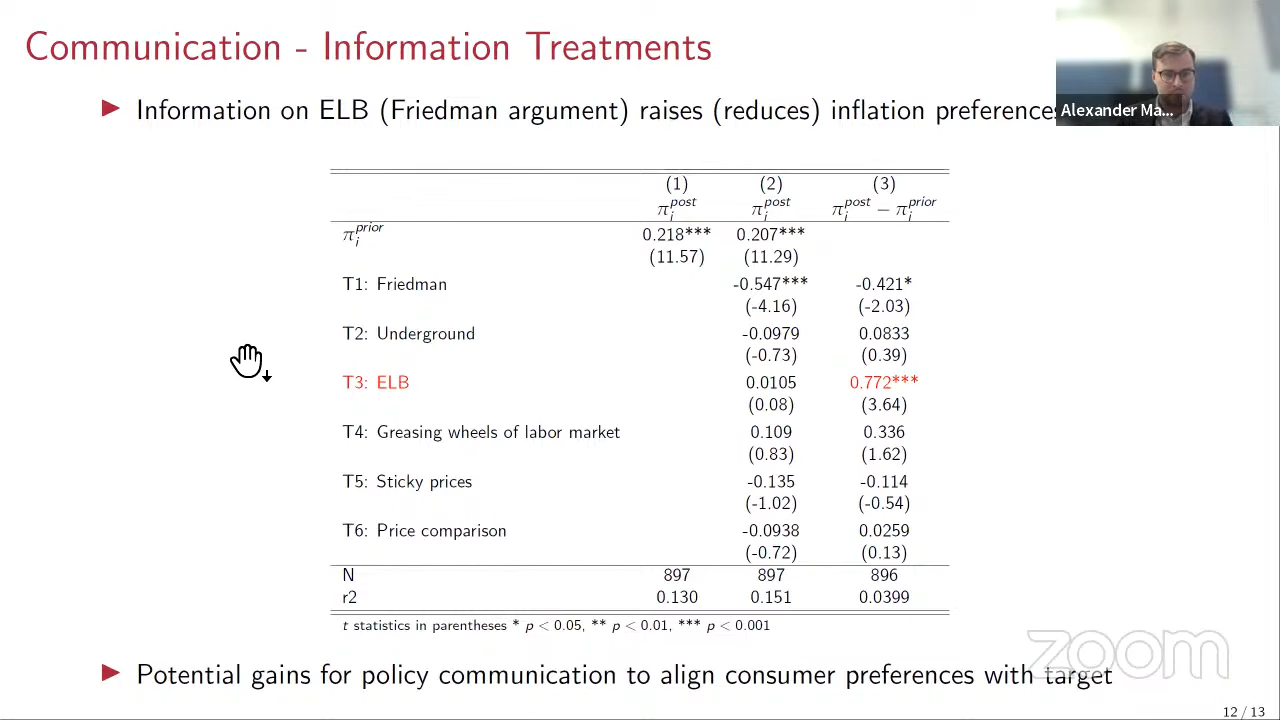 Communication - Information Treatments
Alexander Ma...
▶ Information on ELB (Friedman argument) raises (reduces) inflation preferences
(1) (2) (3)
π_i^post π_i^post π_i^post − π_i^prior
π_i^prior 0.218*** 0.207***
(11.57) (11.29)
T1: Friedman -0.547*** -0.421*
(-4.16) (-2.03)
T2: Underground -0.0979 0.0833
(-0.73) (0.39)
T3: ELB 0.0105 0.772***
(0.08) (3.64)
T4: Greasing wheels of labor market 0.109 0.336
(0.83) (1.62)
T5: Sticky prices -0.135 -0.114
(-1.02) (-0.54)
T6: Price comparison -0.0938 0.0259
(-0.72) (0.13)
N 897 897 896
r2 0.130 0.151 0.0399
t statistics in parentheses * p < 0.05, ** p < 0.01, *** p < 0.001
▶ Potential gains for policy communication to align consumer preferences with target
zoom
12 / 13